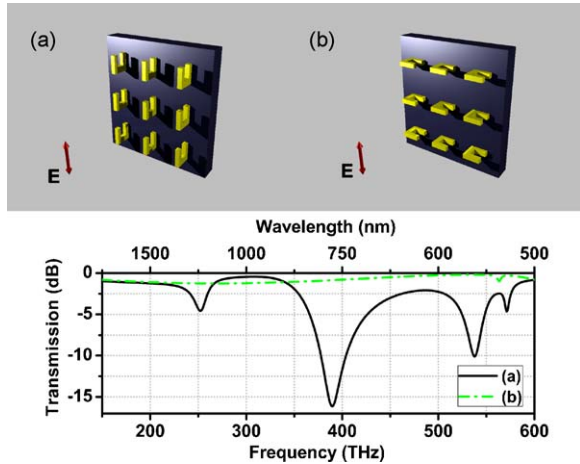 (a) (b)
E E
Wavelength (nm)
1500 1000 750 600 500
Transmission (dB)
0
-5
-10
-15
(a)
(b)
200 300 400 500 600
Frequency (THz)